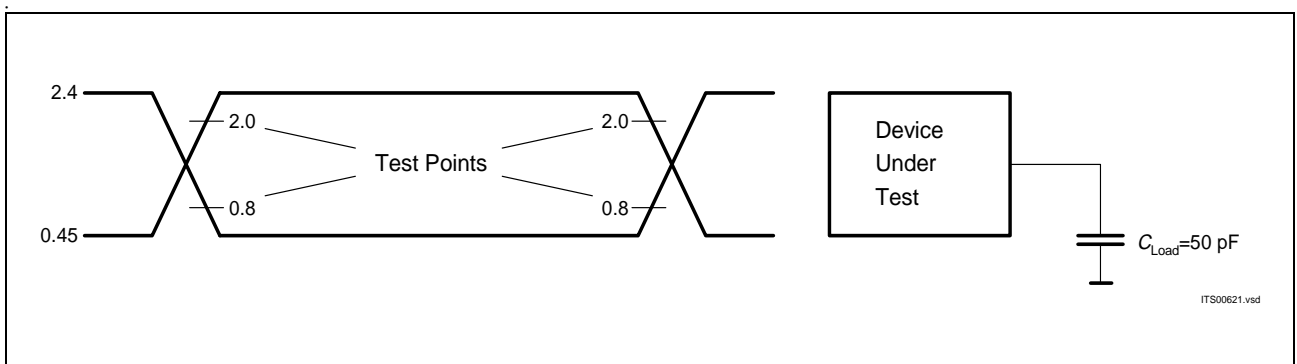 .
2.4
2.0
2.0
Test Points
0.8
0.8
0.45
Device
Under
Test
CLoad=50 pF
ITS00621.vsd